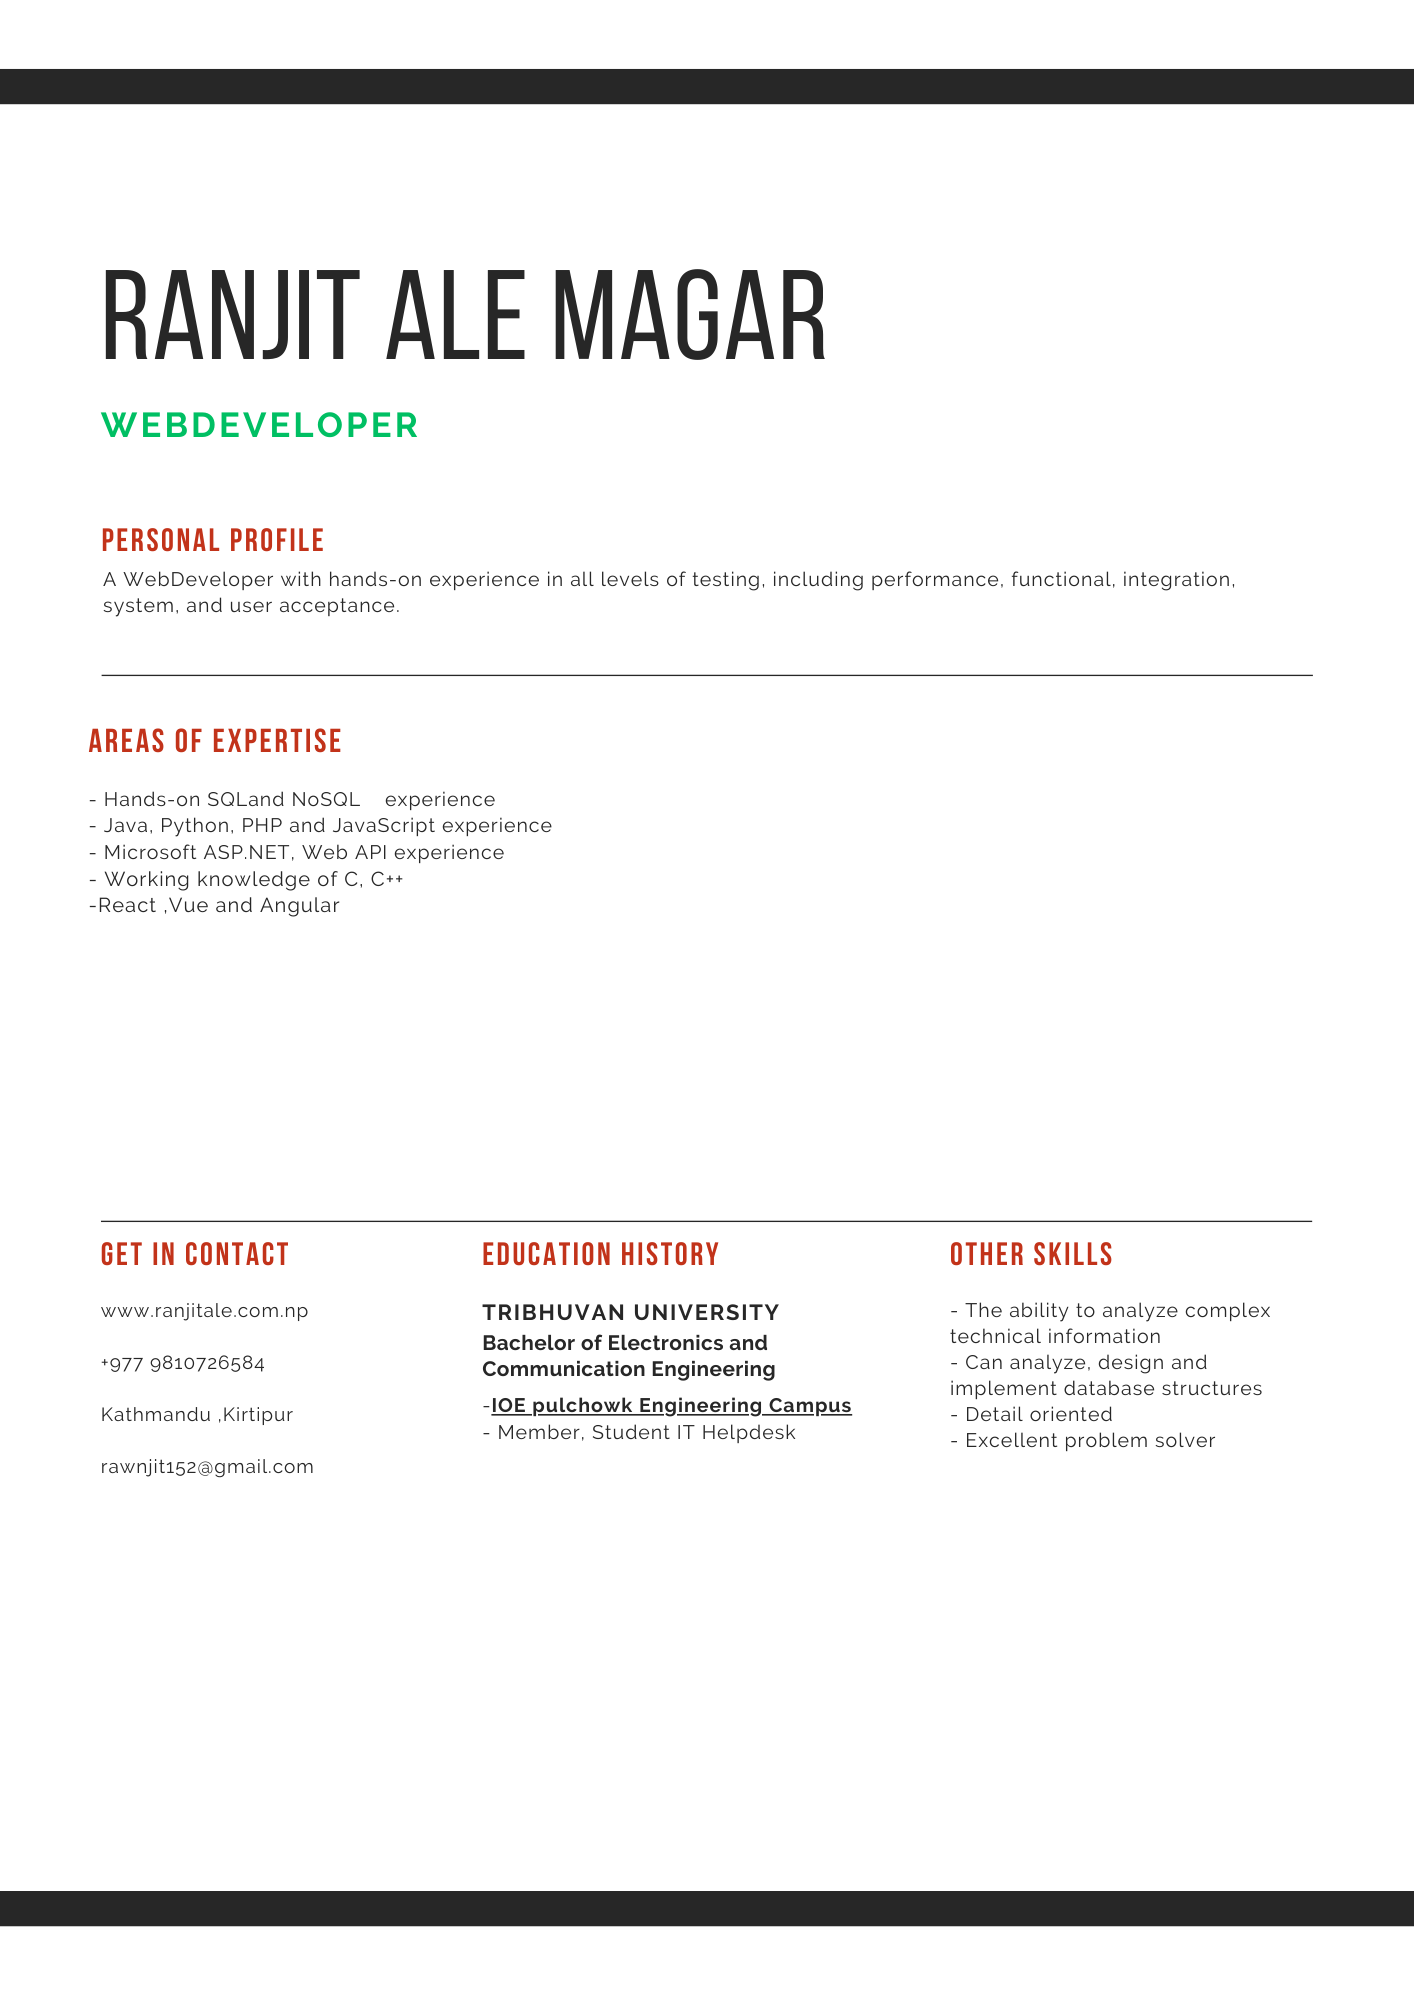 RANJIT ALE MAGAR
WEBDEVELOPER
PERSONAL PROFILE
A WebDeveloper with hands-on experience in all levels of testing, including performance, functional, integration,
system, and user acceptance.
AREAS OF EXPERTISE
- Hands-on SQLand NoSQL    experience
- Java, Python, PHP and JavaScript experience
- Microsoft ASP.NET, Web API experience
- Working knowledge of C, C++
-React ,Vue and Angular
GET IN CONTACT
www.ranjitale.com.np
+977 9810726584
Kathmandu ,Kirtipur
rawnjit152@gmail.com
EDUCATION HISTORY
TRIBHUVAN UNIVERSITY
Bachelor of Electronics and
Communication Engineering
-IOE pulchowk Engineering Campus
- Member, Student IT Helpdesk
OTHER SKILLS
- The ability to analyze complex
technical information
- Can analyze, design and
implement database structures
- Detail oriented
- Excellent problem solver